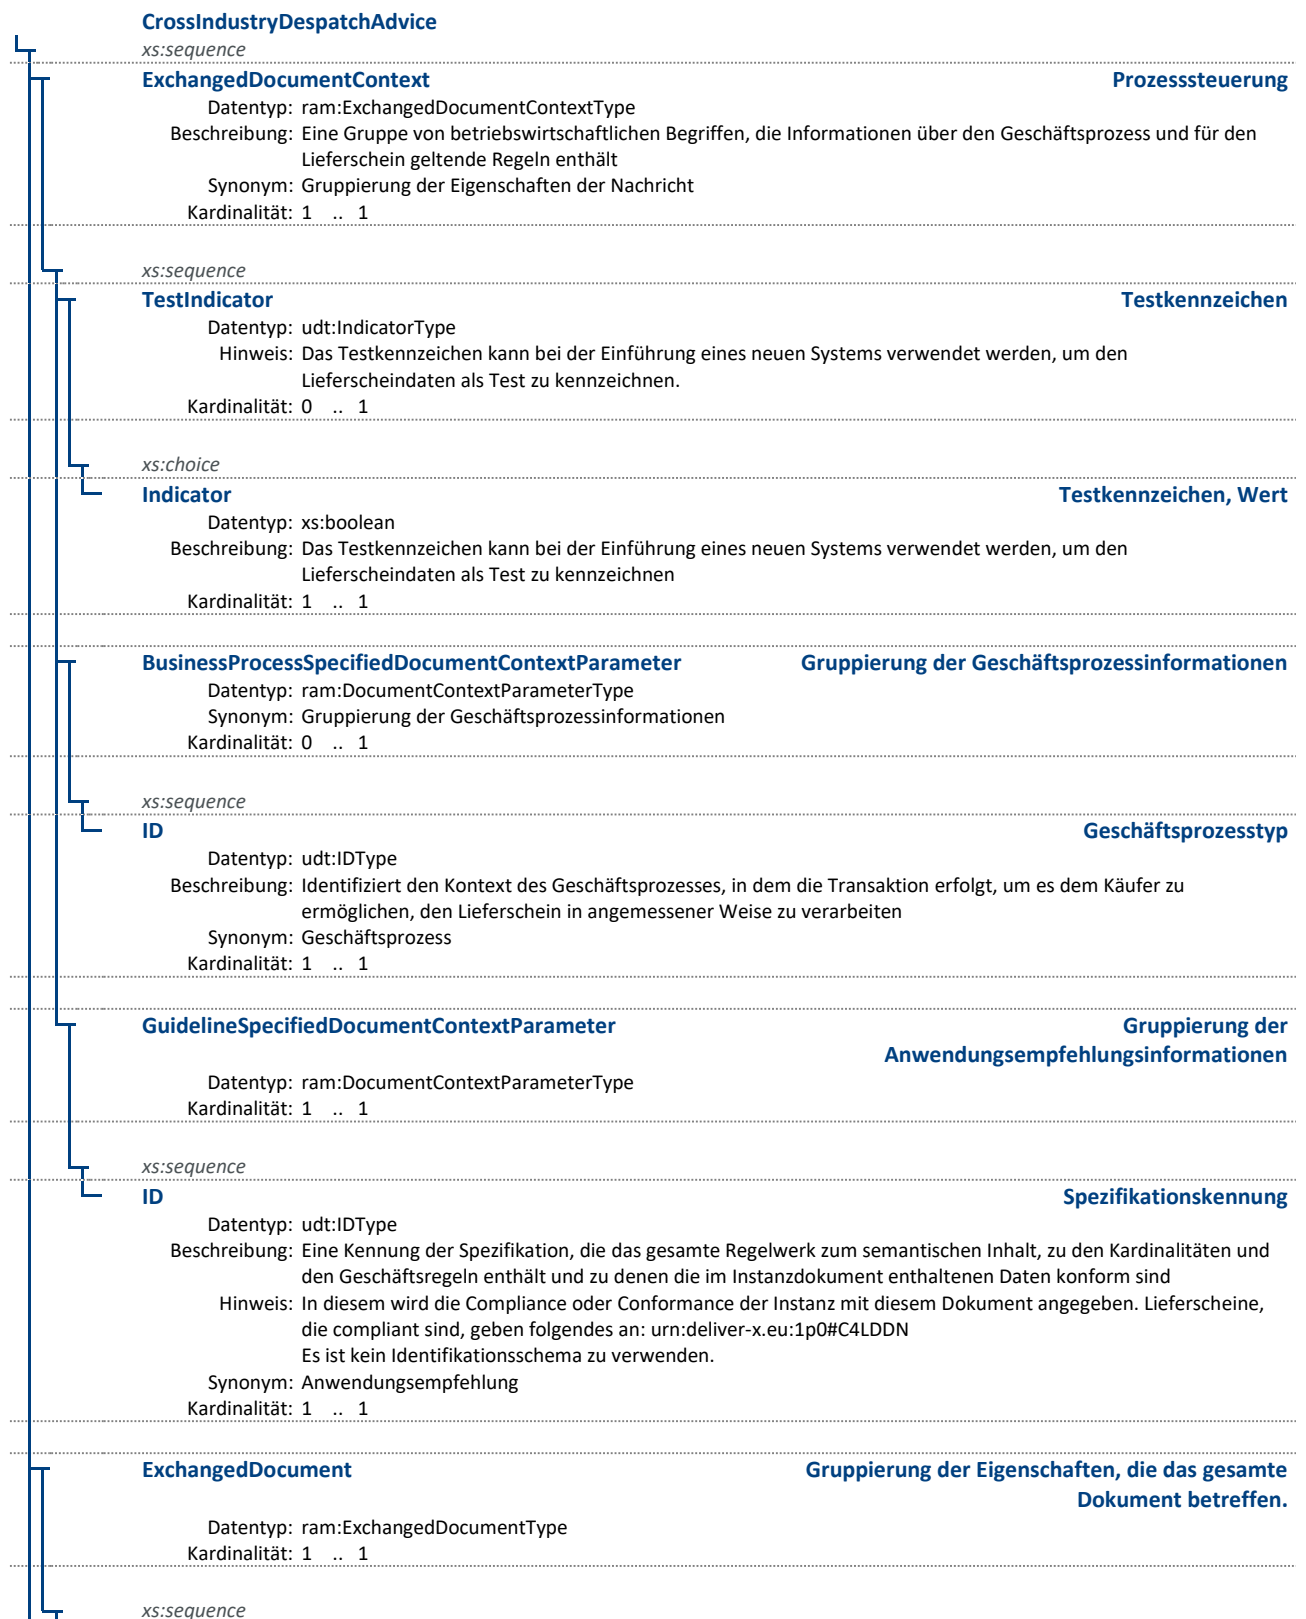 CrossIndustryDespatchAdvice
xs:sequence
ExchangedDocumentContext Prozesssteuerung
Datentyp: ram:ExchangedDocumentContextType
Beschreibung: Eine Gruppe von betriebswirtschaftlichen Begriffen, die Informationen über den Geschäftsprozess und für den
Lieferschein geltende Regeln enthält
Synonym: Gruppierung der Eigenschaften der Nachricht
Kardinalität: 1 .. 1
xs:sequence
TestIndicator Testkennzeichen
Datentyp: udt:IndicatorType
Hinweis: Das Testkennzeichen kann bei der Einführung eines neuen Systems verwendet werden, um den
Lieferscheindaten als Test zu kennzeichnen.
Kardinalität: 0 .. 1
xs:choice
Indicator Testkennzeichen, Wert
Datentyp: xs:boolean
Beschreibung: Das Testkennzeichen kann bei der Einführung eines neuen Systems verwendet werden, um den
Lieferscheindaten als Test zu kennzeichnen
Kardinalität: 1 .. 1
BusinessProcessSpecifiedDocumentContextParameter Gruppierung der Geschäftsprozessinformationen
Datentyp: ram:DocumentContextParameterType
Synonym: Gruppierung der Geschäftsprozessinformationen
Kardinalität: 0 .. 1
xs:sequence
ID Geschäftsprozesstyp
Datentyp: udt:IDType
Beschreibung: Identifiziert den Kontext des Geschäftsprozesses, in dem die Transaktion erfolgt, um es dem Käufer zu
ermöglichen, den Lieferschein in angemessener Weise zu verarbeiten
Synonym: Geschäftsprozess
Kardinalität: 1 .. 1
GuidelineSpecifiedDocumentContextParameter Gruppierung der
Anwendungsempfehlungsinformationen
Datentyp: ram:DocumentContextParameterType
Kardinalität: 1 .. 1
xs:sequence
ID Spezifikationskennung
Datentyp: udt:IDType
Beschreibung: Eine Kennung der Spezifikation, die das gesamte Regelwerk zum semantischen Inhalt, zu den Kardinalitäten und
den Geschäftsregeln enthält und zu denen die im Instanzdokument enthaltenen Daten konform sind
Hinweis: In diesem wird die Compliance oder Conformance der Instanz mit diesem Dokument angegeben. Lieferscheine,
die compliant sind, geben folgendes an: urn:deliver-x.eu:1p0#C4LDDN
Es ist kein Identifikationsschema zu verwenden.
Synonym: Anwendungsempfehlung
Kardinalität: 1 .. 1
ExchangedDocument Gruppierung der Eigenschaften, die das gesamte
Dokument betreffen.
Datentyp: ram:ExchangedDocumentType
Kardinalität: 1 .. 1
xs:sequence